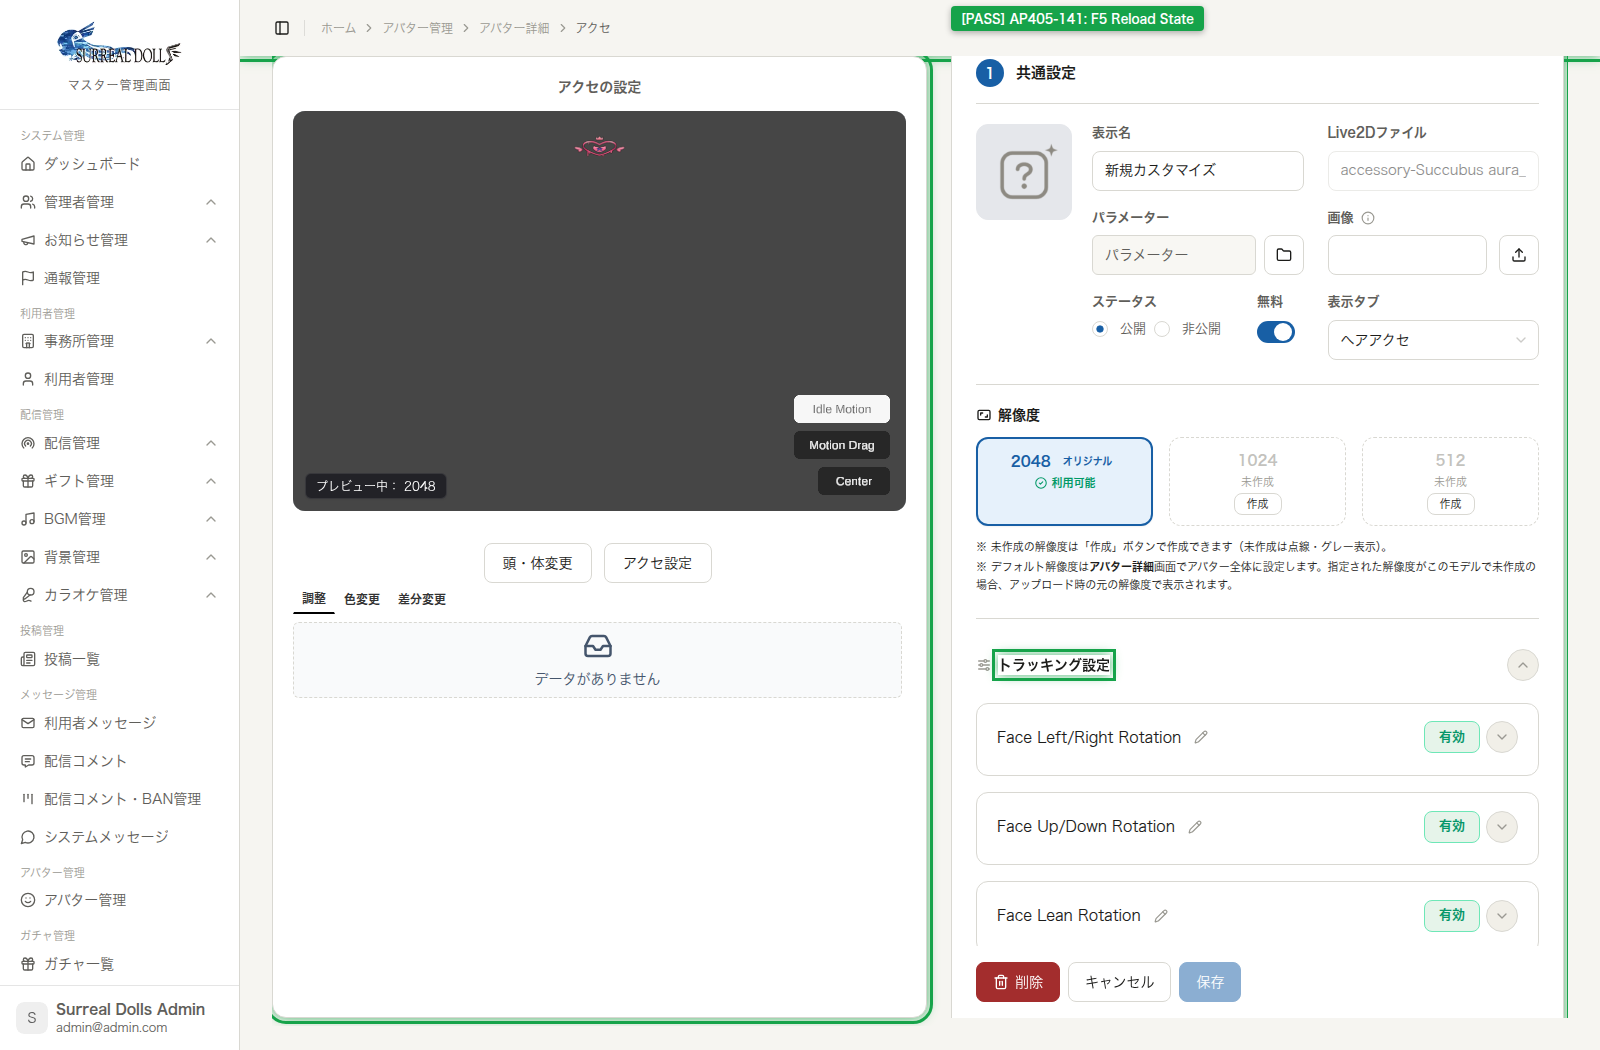 SURREAL DOLL
マスター管理画面
システム管理
ダッシュボード
管理者管理
お知らせ管理
通報管理
利用者管理
事務所管理
利用者管理
配信管理
配信管理
ギフト管理
BGM管理
背景管理
カラオケ管理
投稿管理
投稿一覧
メッセージ管理
利用者メッセージ
配信コメント
配信コメント・BAN管理
システムメッセージ
アバター管理
アバター管理
ガチャ管理
ガチャ一覧
S
Surreal Dolls Admin
admin@admin.com
ホーム > アバター管理 > アバター詳細 > アクセ
[PASS] AP405-141: F5 Reload State
アクセの設定
Idle Motion
Motion Drag
Center
プレビュー中： 2048
頭・体変更 アクセ設定
調整 色変更 差分変更
データがありません
1 共通設定
表示名 Live2Dファイル
新規カスタマイズ accessory-Succubus aura_
パラメーター 画像
パラメーター
ステータス 無料 表示タブ
公開 非公開 ヘアアクセ
解像度
2048 オリジナル
利用可能
1024
未作成
作成
512
未作成
作成
※ 未作成の解像度は「作成」ボタンで作成できます（未作成は点線・グレー表示）。
※ デフォルト解像度はアバター詳細画面でアバター全体に設定します。指定された解像度がこのモデルで未作成の
場合、アップロード時の元の解像度で表示されます。
トラッキング設定
Face Left/Right Rotation 有効
Face Up/Down Rotation 有効
Face Lean Rotation 有効
削除 キャンセル 保存